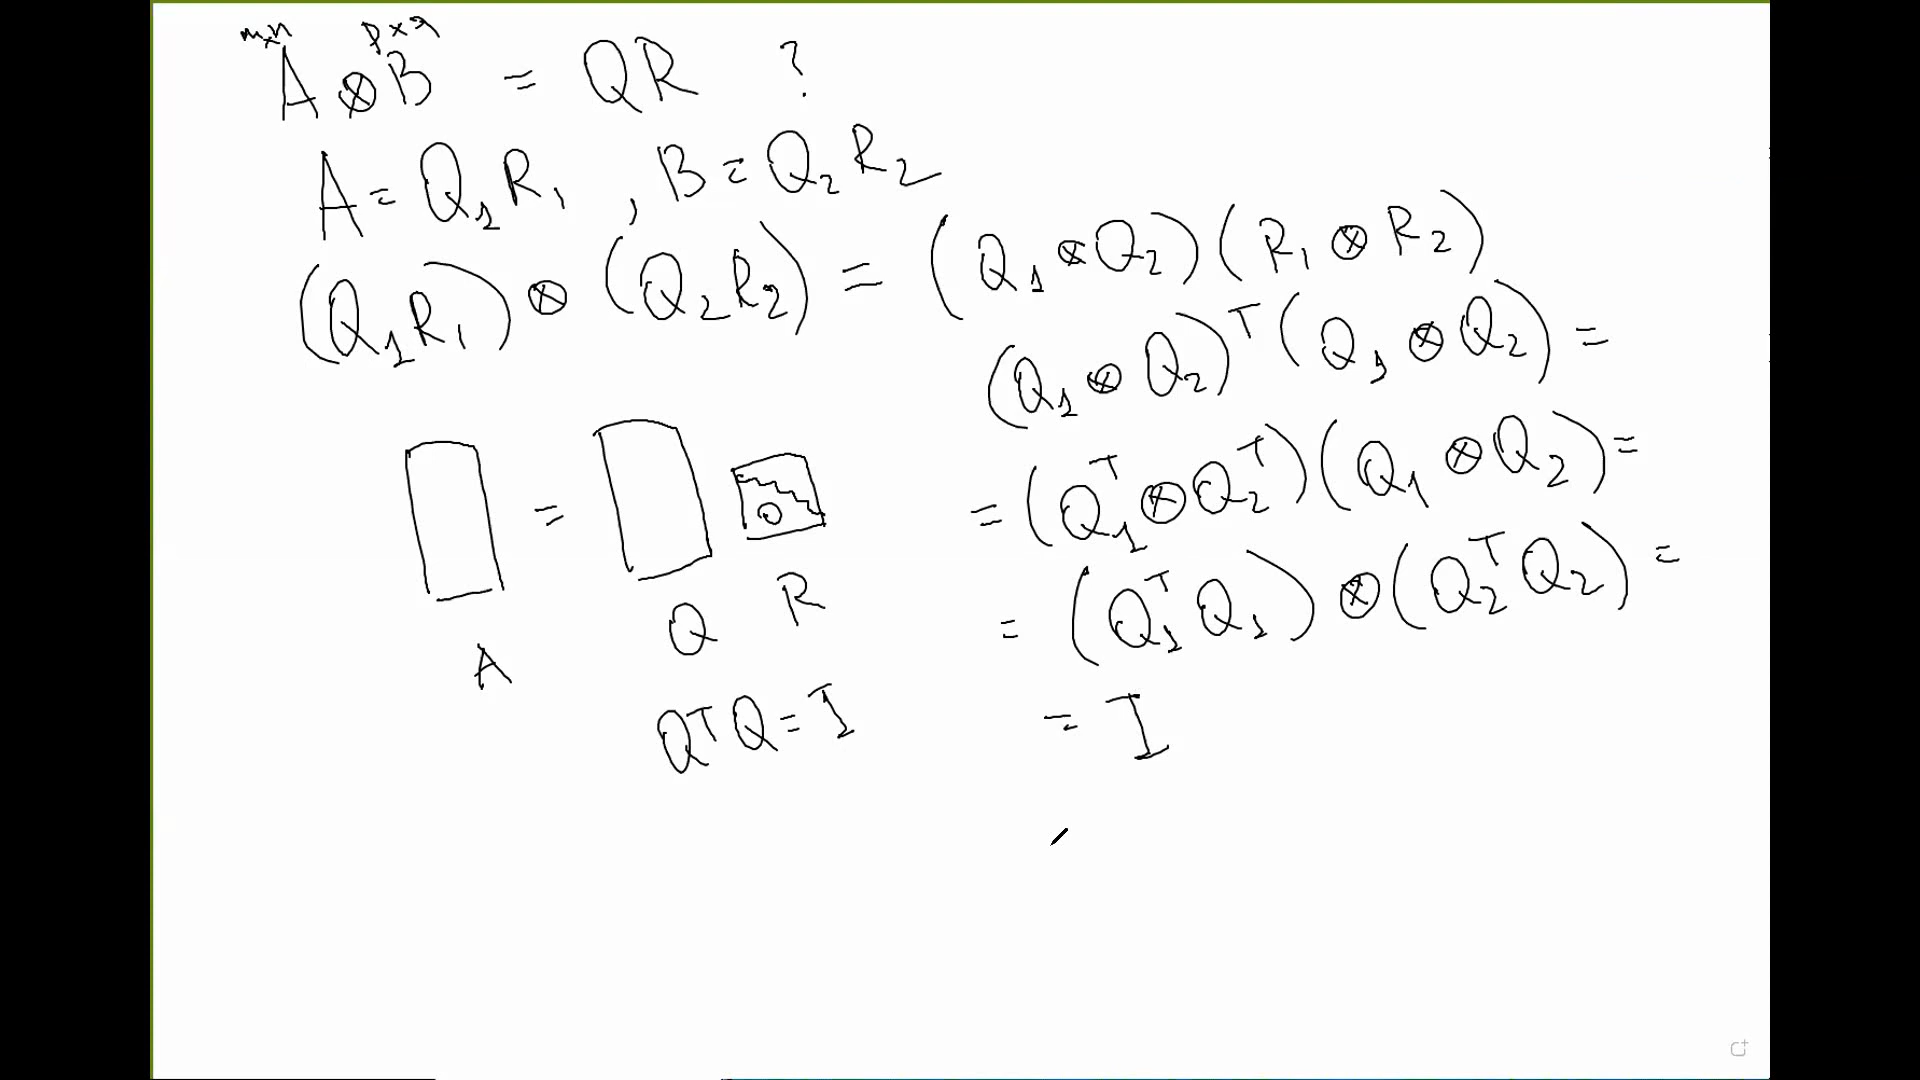 m×n p×q
A ⊗ B = QR ?
A = Q₁R₁ , B = Q₂R₂
(Q₁R₁) ⊗ (Q₂R₂) = (Q₁ ⊗ Q₂)(R₁ ⊗ R₂)
(Q₁ ⊗ Q₂)ᵀ(Q₁ ⊗ Q₂) =
= (Q₁ᵀ ⊗ Q₂ᵀ)(Q₁ ⊗ Q₂) =
= (Q₁ᵀQ₁) ⊗ (Q₂ᵀQ₂) =
= I
=
0
A Q R
QᵀQ = I